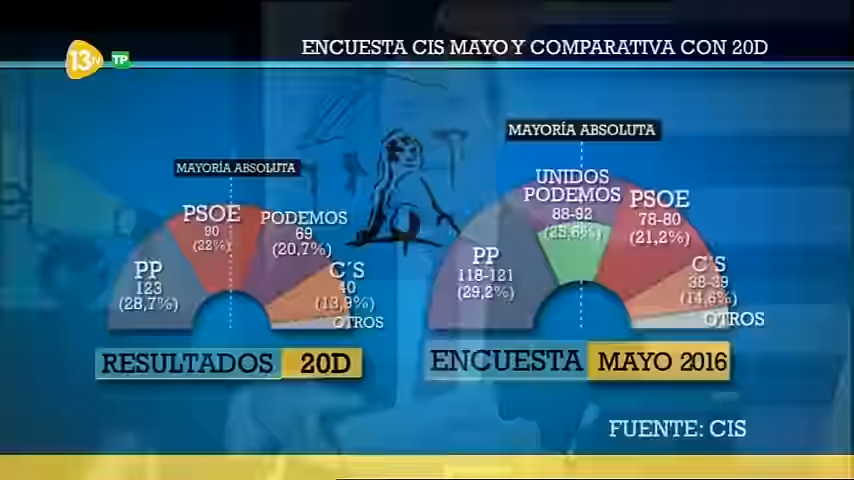 13tv
TP
ENCUESTA CIS MAYO Y COMPARATIVA CON 20D
MAYORÍA ABSOLUTA
PSOE
90
(22%)
PODEMOS
69
(20,7%)
PP
123
(28,7%)
C´S
40
(13,9%)
OTROS
RESULTADOS 20D
MAYORÍA ABSOLUTA
UNIDOS
PODEMOS
88-92
(25,6%)
PSOE
78-80
(21,2%)
PP
118-121
(29,2%)
C´S
38-39
(14,6%)
OTROS
ENCUESTA MAYO 2016
FUENTE: CIS